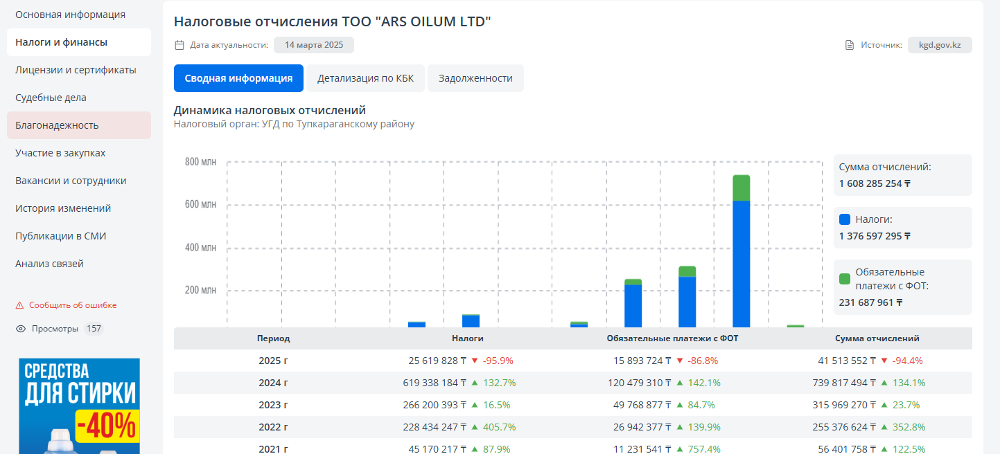 Основная информация
Налоги и финансы
Лицензии и сертификаты
Судебные дела
Благонадежность
Участие в закупках
Вакансии и сотрудники
История изменений
Публикации в СМИ
Анализ связей
Сообщить об ошибке
Просмотры 157
СРЕДСТВА
ДЛЯ СТИРКИ
-40%
Налоговые отчисления ТОО "ARS OILUM LTD"
Дата актуальности: 14 марта 2025
Источник: kgd.gov.kz
Сводная информация Детализация по КБК Задолженности
Динамика налоговых отчислений
Налоговый орган: УГД по Тупкараганскому району
800 млн
600 млн
400 млн
200 млн
Сумма отчислений:
1 608 285 254 ₸
Налоги:
1 376 597 295 ₸
Обязательные
платежи с ФОТ:
231 687 961 ₸
Период Налоги Обязательные платежи с ФОТ Сумма отчислений
2025 г 25 619 828 ₸ ▼ -95.9% 15 893 724 ₸ ▼ -86.8% 41 513 552 ₸ ▼ -94.4%
2024 г 619 338 184 ₸ ▲ 132.7% 120 479 310 ₸ ▲ 142.1% 739 817 494 ₸ ▲ 134.1%
2023 г 266 200 393 ₸ ▲ 16.5% 49 768 877 ₸ ▲ 84.7% 315 969 270 ₸ ▲ 23.7%
2022 г 228 434 247 ₸ ▲ 405.7% 26 942 377 ₸ ▲ 139.9% 255 376 624 ₸ ▲ 352.8%
2021 г 45 170 217 ₸ ▲ 87.9% 11 231 541 ₸ ▲ 757.4% 56 401 758 ₸ ▲ 122.5%